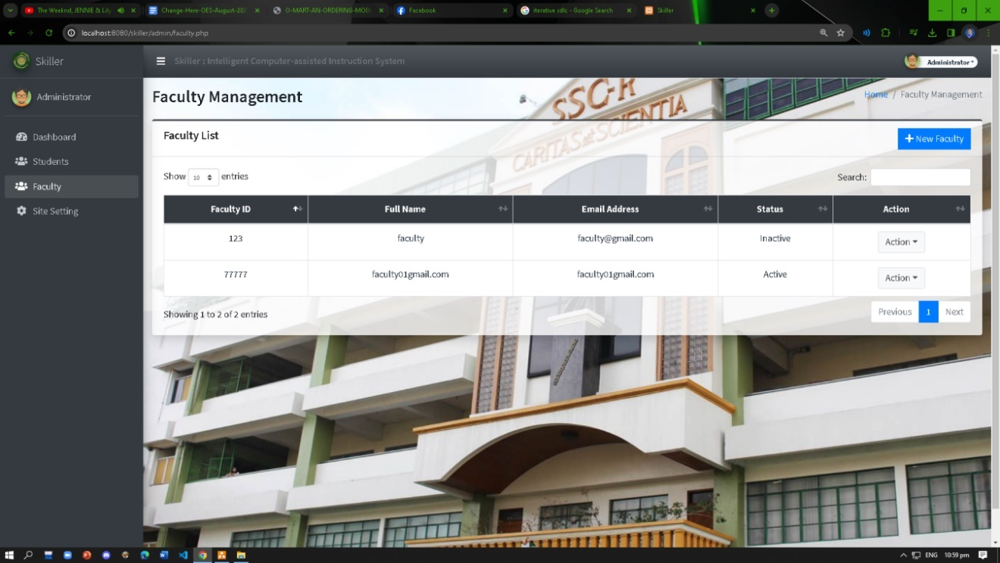 The Weeknd, JENNIE & Lily
Change-Here-OES-August-202
O-MART-AN-ORDERING-MOBI
Facebook
iterative sdlc - Google Search
Skiller
localhost:8080/skiller/admin/faculty.php
Skiller
Skiller : Intelligent Computer-assisted Instruction System
Administrator
Administrator
Dashboard
Students
Faculty
Site Setting
Faculty Management
Home / Faculty Management
SSC-R
CARITAS et SCIENTIA
Faculty List
New Faculty
Show 10 entries
Search:
Faculty ID Full Name Email Address Status Action
123 faculty faculty@gmail.com Inactive Action
77777 faculty01gmail.com faculty01gmail.com Active Action
Showing 1 to 2 of 2 entries
Previous 1 Next
ENG 10:59 pm